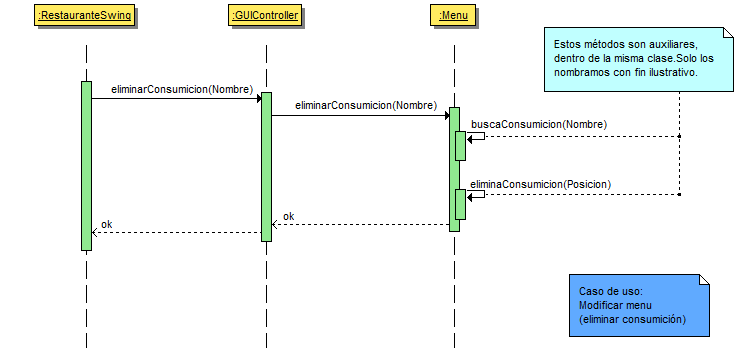 :RestauranteSwing
:GUIController
:Menu
Estos métodos son auxiliares,
dentro de la misma clase.Solo los
nombramos con fin ilustrativo.
eliminarConsumicion(Nombre)
eliminarConsumicion(Nombre)
buscaConsumicion(Nombre)
eliminaConsumicion(Posicion)
ok
ok
Caso de uso:
Modificar menu
(eliminar consumición)